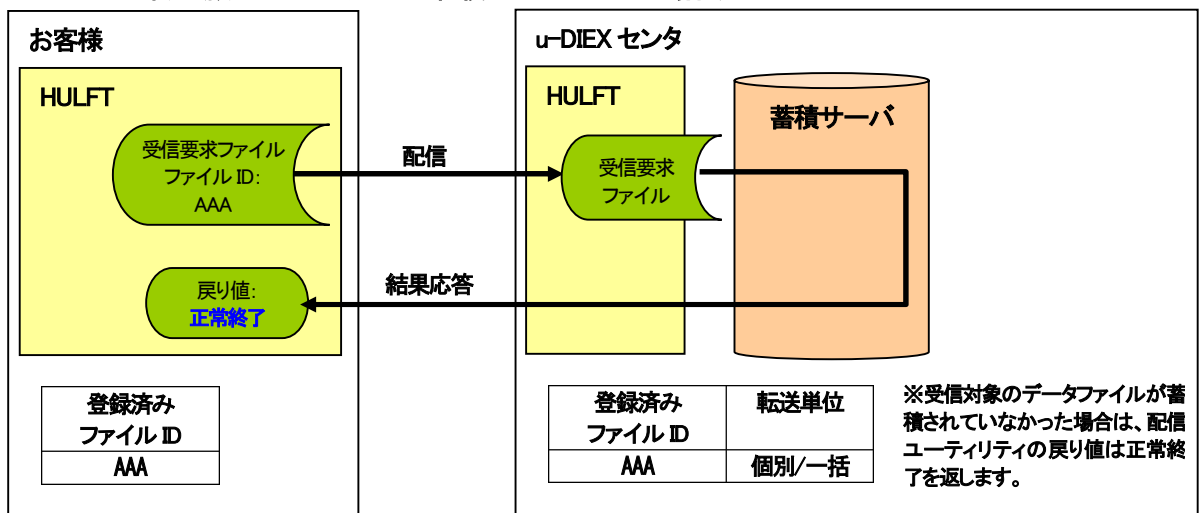 お客様
HULFT
受信要求ファイル
ファイル ID:
AAA
戻り値:
正常終了
登録済み
ファイル ID
AAA
配信
結果応答
u-DIEX センタ
HULFT
受信要求
ファイル
蓄積サーバ
登録済み
ファイル ID
転送単位
AAA
個別/一括
※受信対象のデータファイルが蓄
積されていなかった場合は、配信
ユーティリティの戻り値は正常終
了を返します。